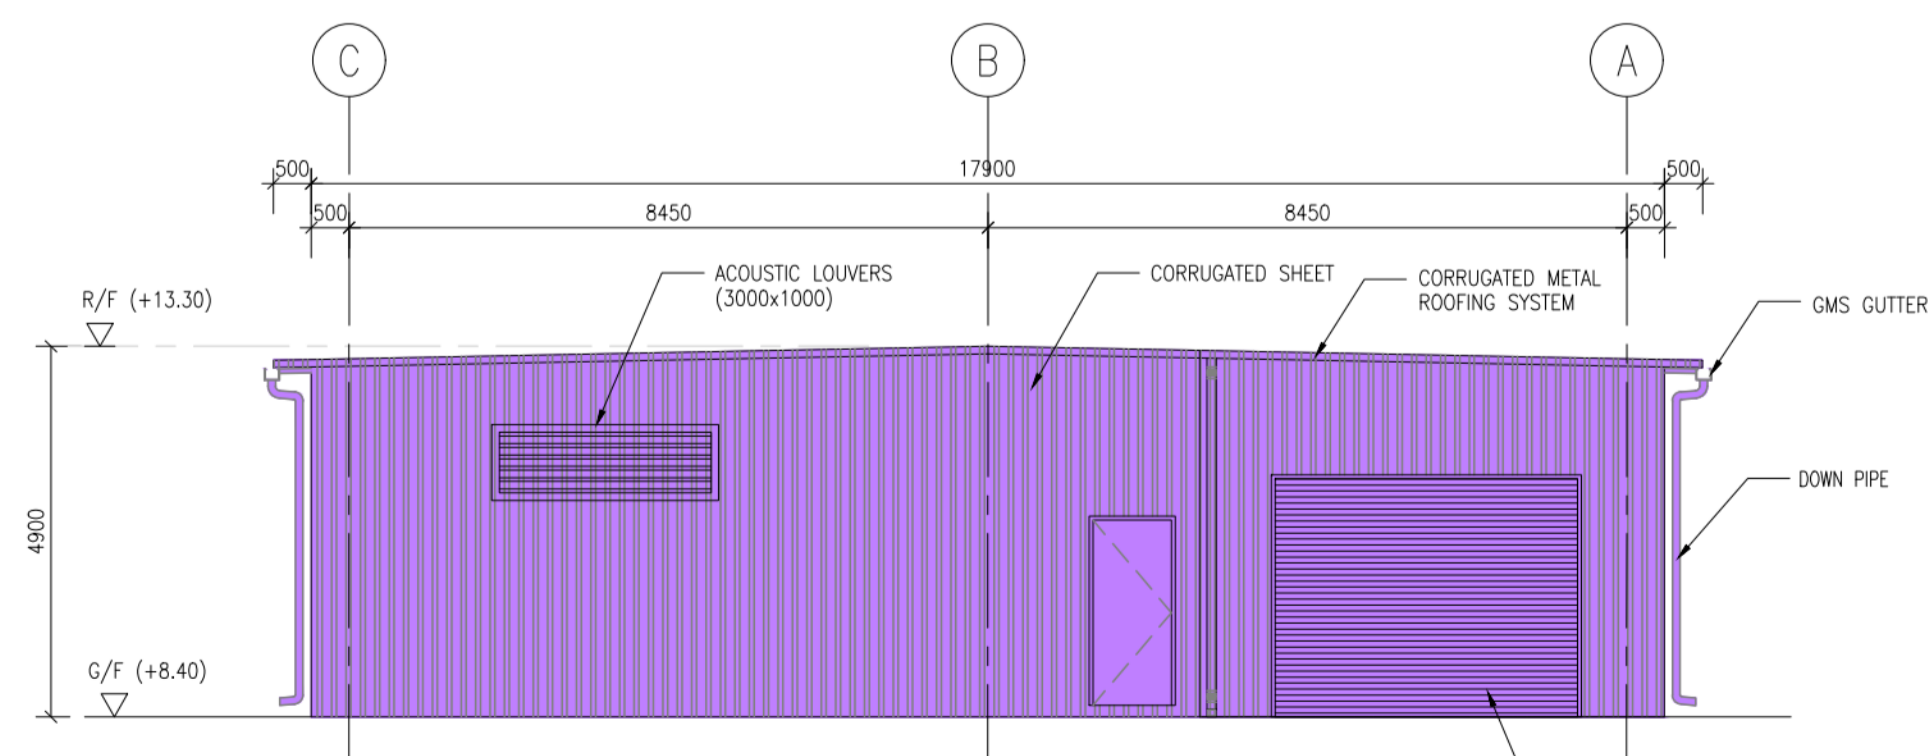 C
B
A
500
17900
500
500
8450
8450
500
ACOUSTIC LOUVERS
(3000x1000)
CORRUGATED SHEET
CORRUGATED METAL
ROOFING SYSTEM
R/F (+13.30)
GMS GUTTER
DOWN PIPE
4900
G/F (+8.40)